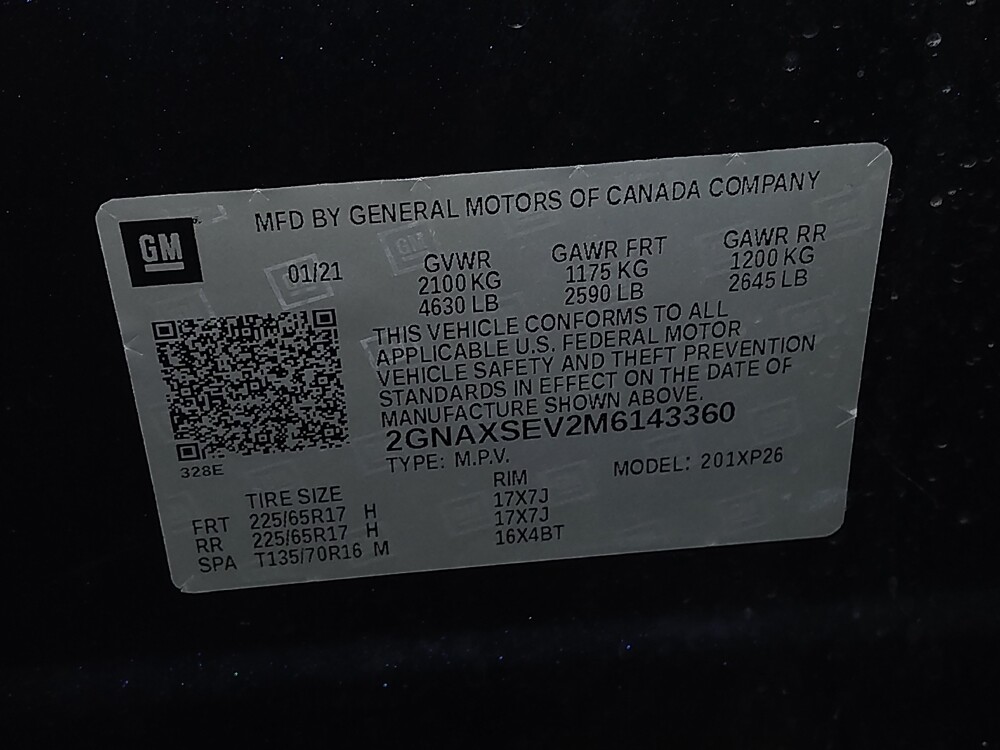 GM
MFD BY GENERAL MOTORS OF CANADA COMPANY
01/21
GVWR
2100 KG
4630 LB
GAWR FRT
1175 KG
2590 LB
GAWR RR
1200 KG
2645 LB
THIS VEHICLE CONFORMS TO ALL
APPLICABLE U.S. FEDERAL MOTOR
VEHICLE SAFETY AND THEFT PREVENTION
STANDARDS IN EFFECT ON THE DATE OF
MANUFACTURE SHOWN ABOVE.
2GNAXSEV2M6143360
TYPE: M.P.V.
MODEL: 201XP26
328E
TIRE SIZE RIM
FRT 225/65R17 H 17X7J
RR 225/65R17 H 17X7J
SPA T135/70R16 M 16X4BT